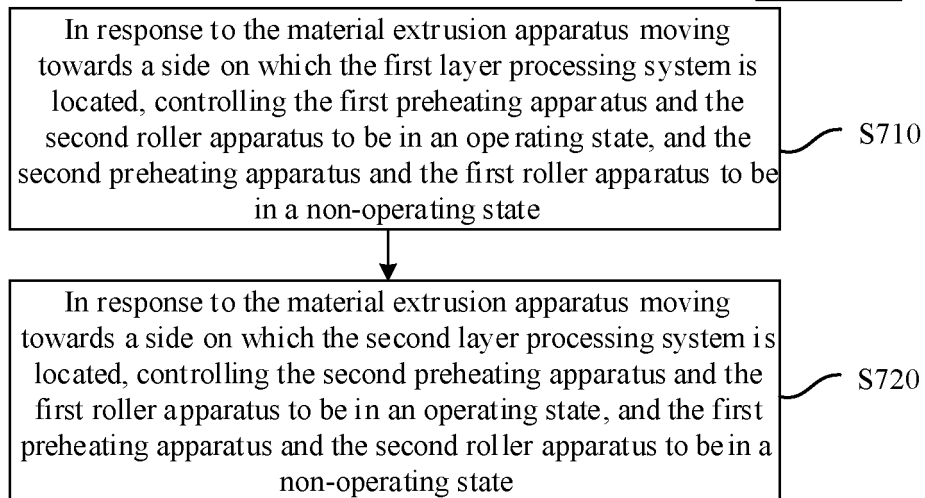 In response to the material extrusion apparatus moving
towards a side on which the first layer processing system is
located, controlling the first preheating apparatus and the
second roller apparatus to be in an operating state, and the
second preheating apparatus and the first roller apparatus to be
in a non-operating state
S710
In response to the material extrusion apparatus moving
towards a side on which the second layer processing system is
located, controlling the second preheating apparatus and the
first roller apparatus to be in an operating state, and the first
preheating apparatus and the second roller apparatus to be in a
non-operating state
S720